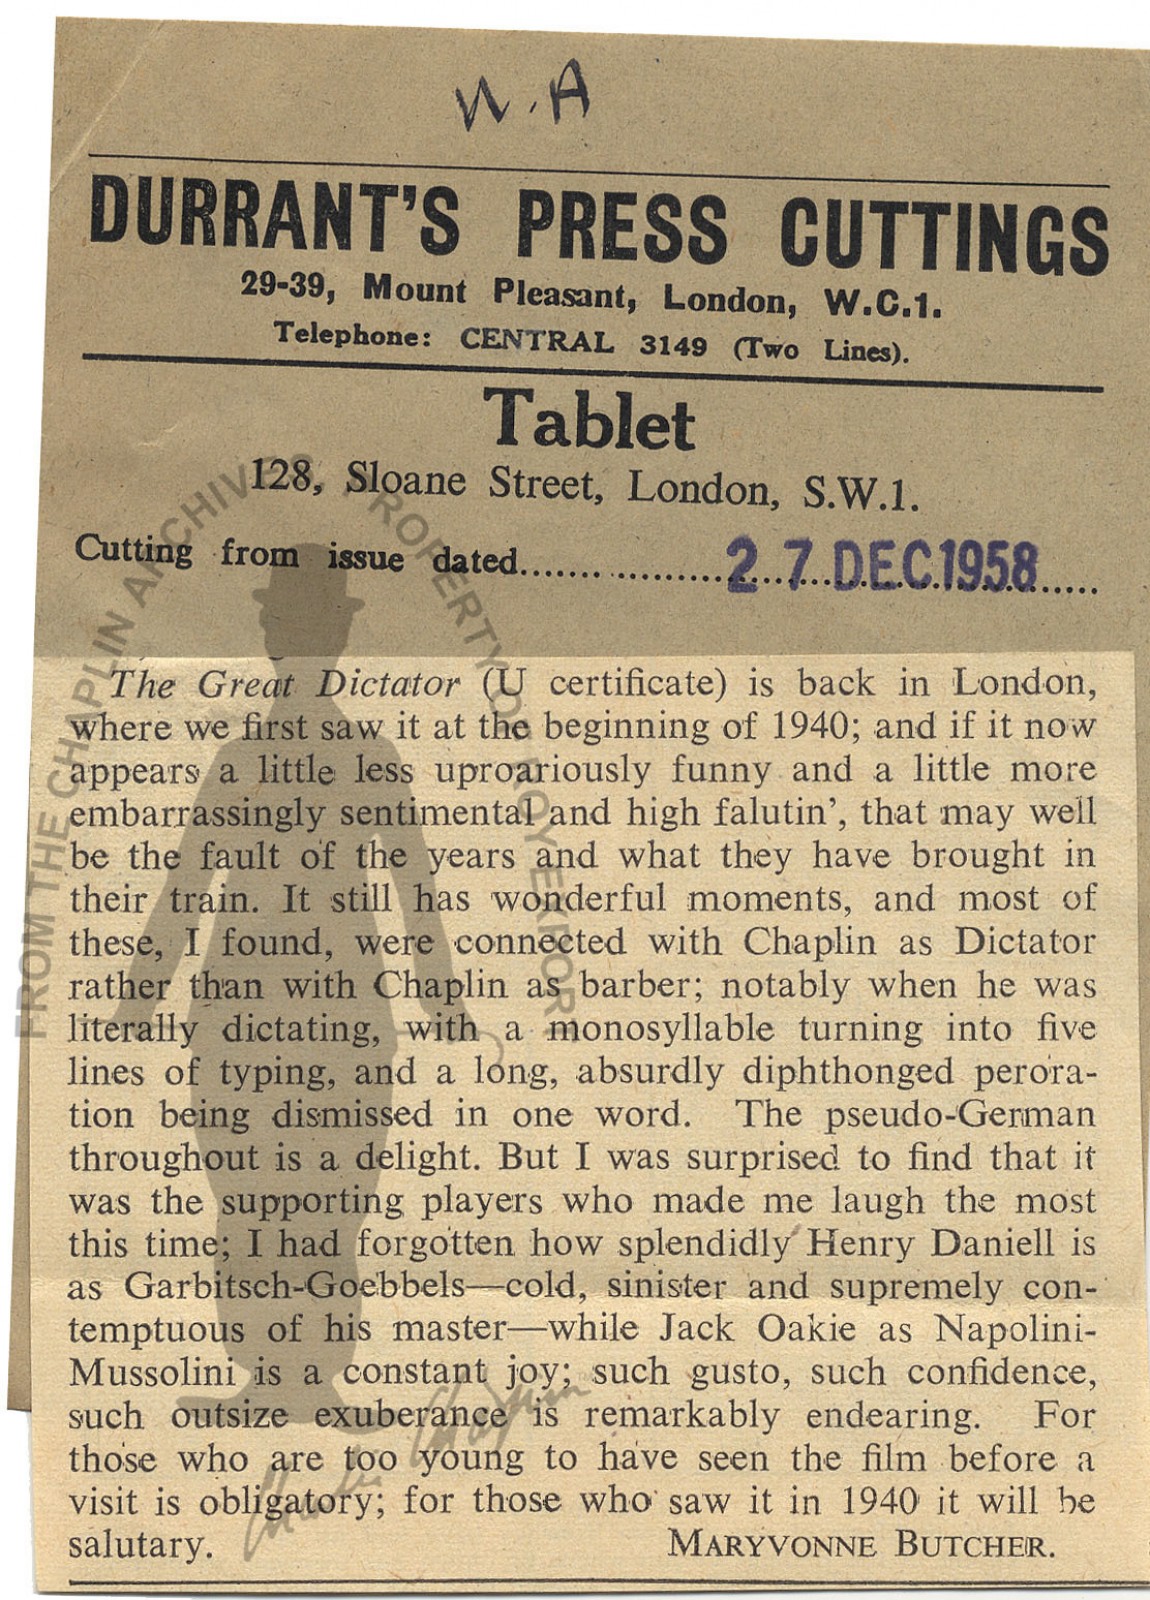 N.A
DURRANT'S PRESS CUTTINGS
29-39, Mount Pleasant, London, W.C.1.
Telephone: CENTRAL 3149 (Two Lines).
Tablet
128, Sloane Street, London, S.W.1.
Cutting from issue dated.........................27 DEC 1958.....
The Great Dictator (U certificate) is back in London,
where we first saw it at the beginning of 1940; and if it now
appears a little less uproariously funny and a little more
embarrassingly sentimental and high falutin', that may well
be the fault of the years and what they have brought in
their train. It still has wonderful moments, and most of
these, I found, were connected with Chaplin as Dictator
rather than with Chaplin as barber; notably when he was
literally dictating, with a monosyllable turning into five
lines of typing, and a long, absurdly diphthonged perora-
tion being dismissed in one word. The pseudo-German
throughout is a delight. But I was surprised to find that it
was the supporting players who made me laugh the most
this time; I had forgotten how splendidly Henry Daniell is
as Garbitsch-Goebbels—cold, sinister and supremely con-
temptuous of his master—while Jack Oakie as Napolini-
Mussolini is a constant joy; such gusto, such confidence,
such outsize exuberance is remarkably endearing. For
those who are too young to have seen the film before a
visit is obligatory; for those who saw it in 1940 it will be
salutary. MARYVONNE BUTCHER.
FROM THE CHAPLIN ARCHIVES PROPERTY OF ROY EXPORT
Charlie Chaplin